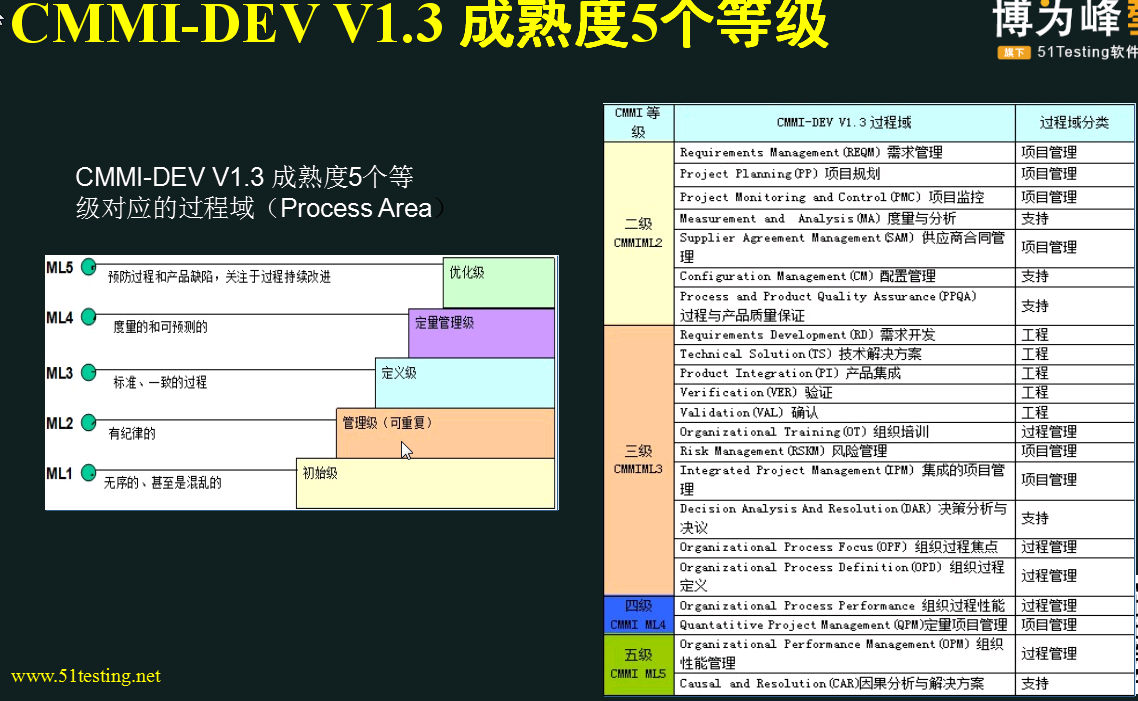 CMMI-DEV V1.3 成熟度5个等级
博为峰
旗下 51Testing软件
CMMI-DEV V1.3 成熟度5个等
级对应的过程域（Process Area）
ML5 预防过程和产品缺陷，关注于过程持续改进 优化级
ML4 度量的和可预测的 定量管理级
ML3 标准、一致的过程 定义级
ML2 有纪律的 管理级（可重复）
ML1 无序的、甚至是混乱的 初始级
CMMI 等
级
CMMI-DEV V1.3过程域
过程域分类
二级
CMMIML2
Requirements Management(REQM) 需求管理 项目管理
Project Planning(PP) 项目规划 项目管理
Project Monitoring and Control(PMC) 项目监控 项目管理
Measurement and Analysis(MA) 度量与分析 支持
Supplier Agreement Management(SAM) 供应商合同管
理 项目管理
Configuration Management(CM) 配置管理 支持
Process and Product Quality Assurance(PPQA)
过程与产品质量保证 支持
三级
CMMIML3
Requirements Development(RD) 需求开发 工程
Technical Solution(TS) 技术解决方案 工程
Product Integration(PI) 产品集成 工程
Verification(VER) 验证 工程
Validation(VAL) 确认 工程
Organizational Training(OT) 组织培训 过程管理
Risk Management(RSKM) 风险管理 项目管理
Integrated Project Management(IPM) 集成的项目管
理 项目管理
Decision Analysis And Resolution(DAR) 决策分析与
决议 支持
Organizational Process Focus(OPF) 组织过程焦点 过程管理
Organizational Process Definition(OPD) 组织过程
定义 过程管理
四级
CMMI ML4
Organizational Process Performance 组织过程性能 过程管理
Quantatitive Project Management(QPM)定量项目管理 项目管理
五级
CMMI ML5
Organizational Performance Management(OPM) 组织
性能管理 过程管理
Causal and Resolution(CAR)因果分析与解决方案 支持
www.51testing.net